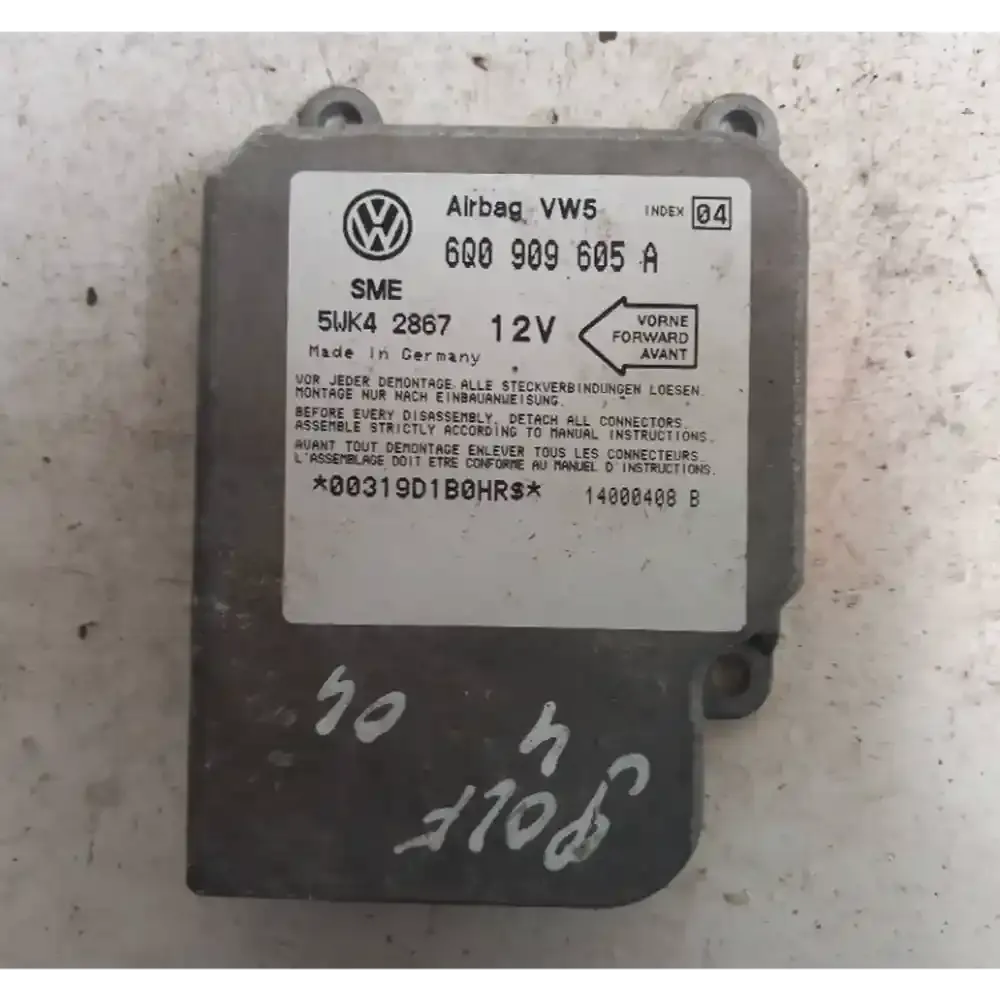 Airbag VW5 INDEX 04
6Q0 909 605 A
SME
5WK4 2867 12V
VORNE
FORWARD
AVANT
Made in Germany
VOR JEDER DEMONTAGE ALLE STECKVERBINDUNGEN LOESEN.
MONTAGE NUR NACH EINBAUANWEISUNG.
BEFORE EVERY DISASSEMBLY, DETACH ALL CONNECTORS.
ASSEMBLE STRICTLY ACCORDING TO MANUAL INSTRUCTIONS.
AVANT TOUT DEMONTAGE ENLEVER TOUS LES CONNECTEURS.
L'ASSEMBLAGE DOIT ETRE CONFORME AU MANUEL D'INSTRUCTIONS.
*00319D1B0HRS* 14000408 B
GOLF
4
04